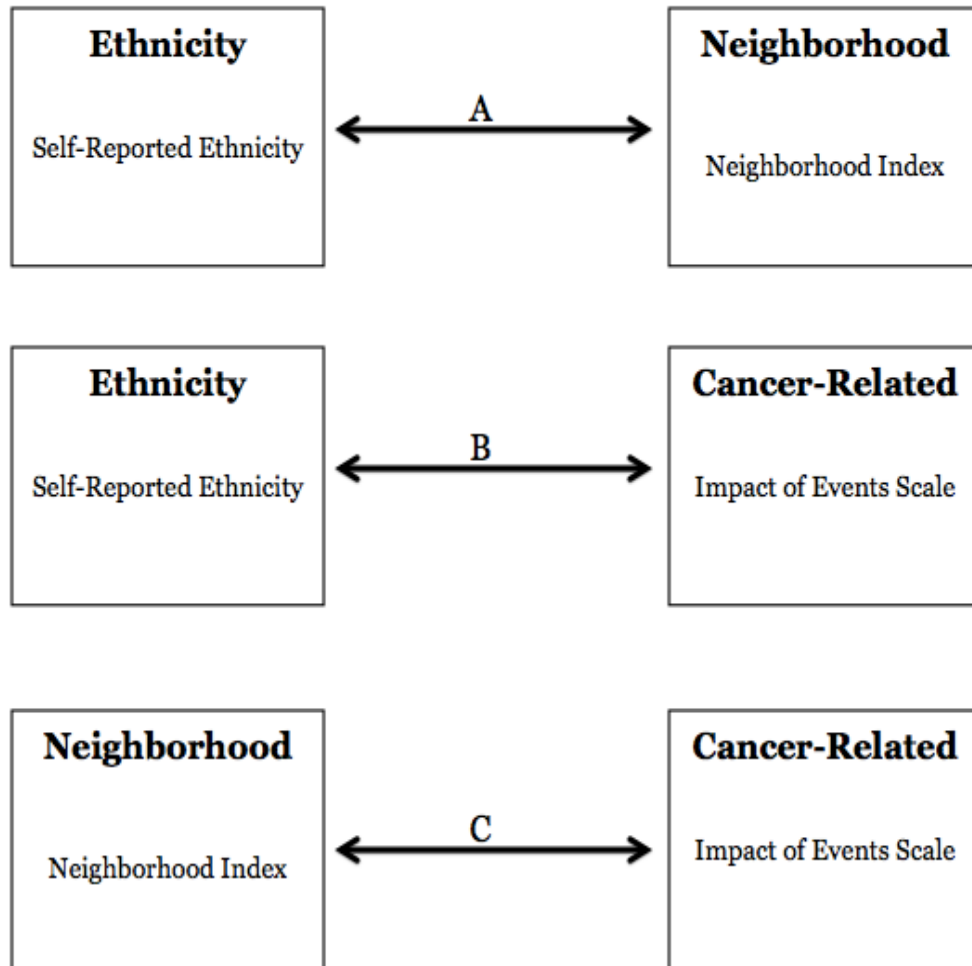 Ethnicity
Self-Reported Ethnicity
A
Neighborhood
Neighborhood Index
Ethnicity
Self-Reported Ethnicity
B
Cancer-Related
Impact of Events Scale
Neighborhood
Neighborhood Index
C
Cancer-Related
Impact of Events Scale